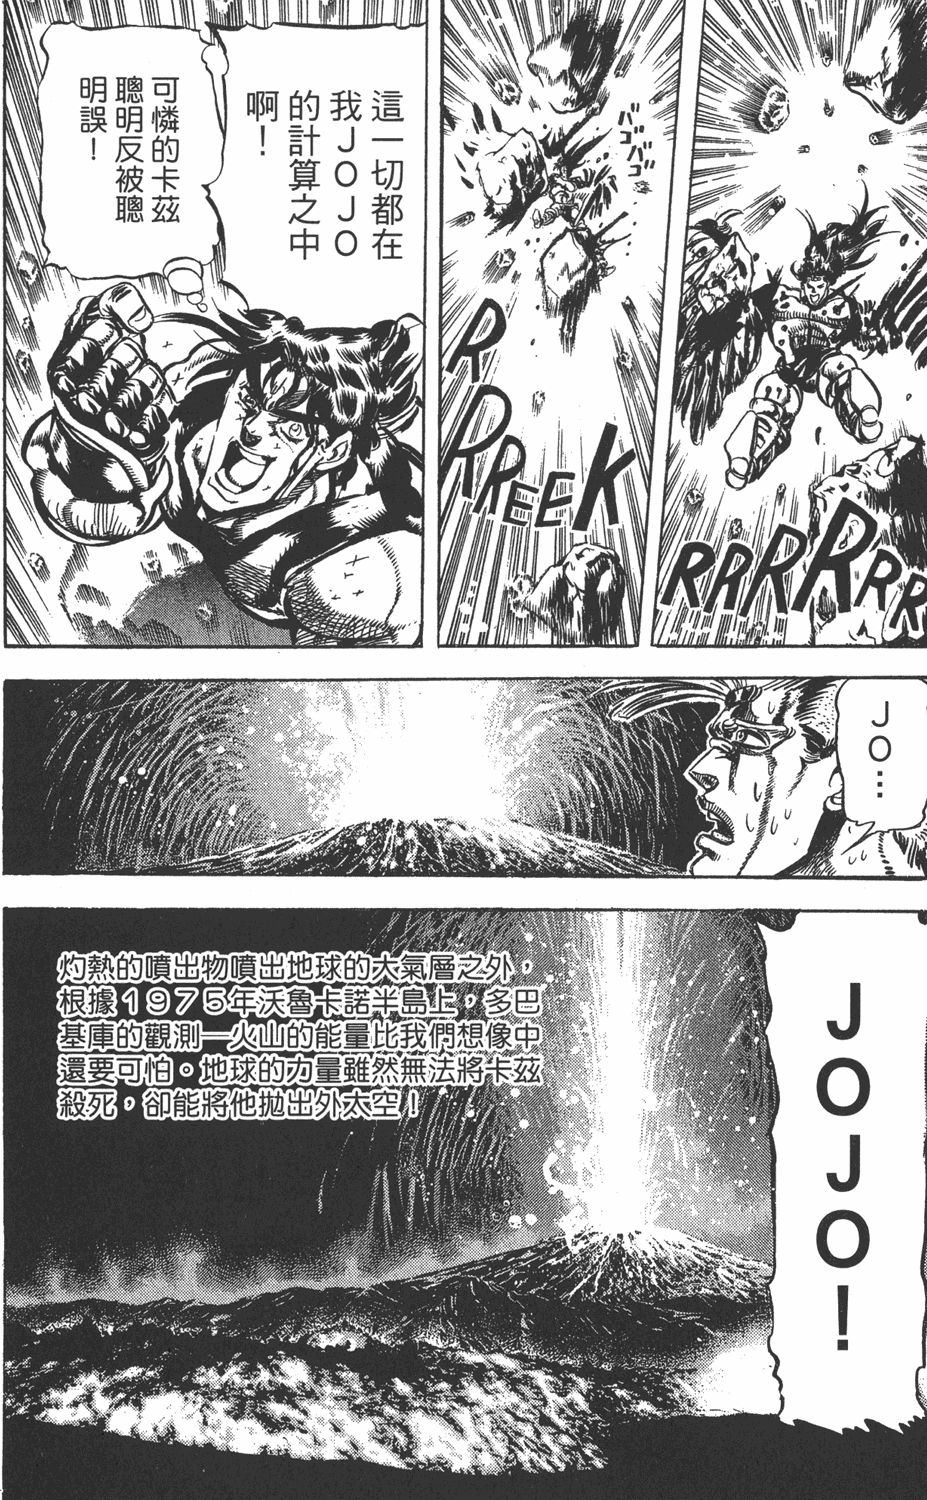 RRRRRRR
R
RRREEK
バゴ
バゴ
這一切都在
我JOJO
的計算之中
啊！
可憐的卡茲
聰明反被聰
明誤！
JO…
JOJO！
灼熱的噴出物噴出地球的大氣層之外，
根據1975年沃魯卡諾半島上，多巴
基庫的觀測—火山的能量比我們想像中
還要可怕。地球的力量雖然無法將卡茲
殺死，卻能將他拋出外太空！